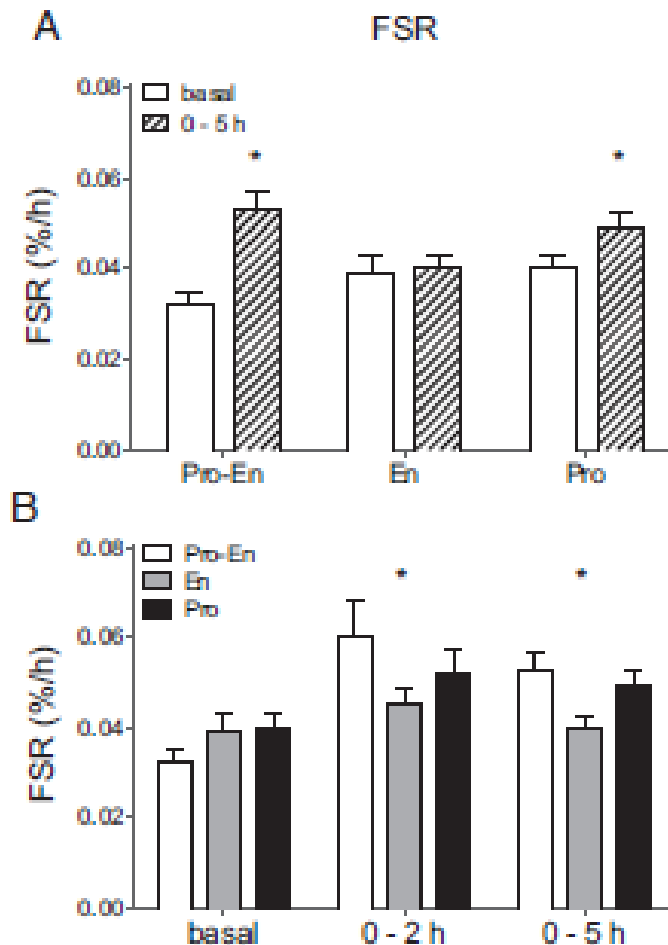 A
FSR
FSR (%/h)
0.08
0.06
0.04
0.02
0.00
basal
0 - 5 h
*
*
Pro-En
En
Pro
B
FSR (%/h)
0.08
0.06
0.04
0.02
0.00
Pro-En
En
Pro
*
*
basal
0 - 2 h
0 - 5 h